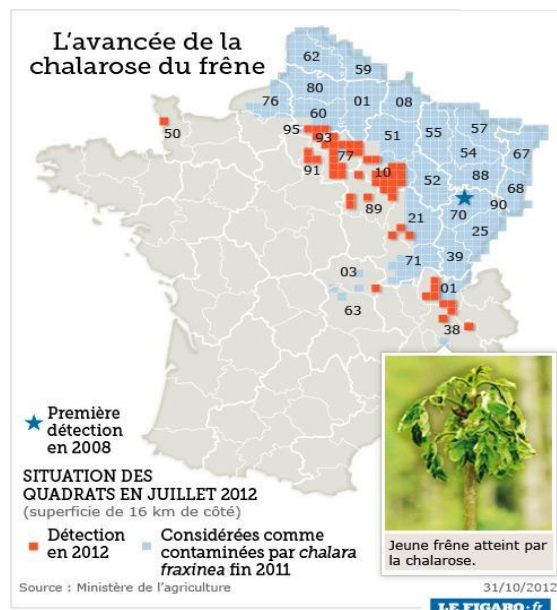 L'avancée de la
chalarose du frêne
62
59
80
76
60
01
08
50
95
93
51
55
57
77
54
67
91
10
52
88
68
89
70
90
21
25
71
39
03
01
63
38
Première
détection
en 2008
SITUATION DES
QUADRATS EN JUILLET 2012
(superficie de 16 km de côté)
Détection
en 2012
Considérées comme
contaminées par chalara
fraxinea fin 2011
Jeune frêne atteint par
la chalarose.
Source : Ministère de l'agriculture
31/10/2012
LE FIGARO·fr